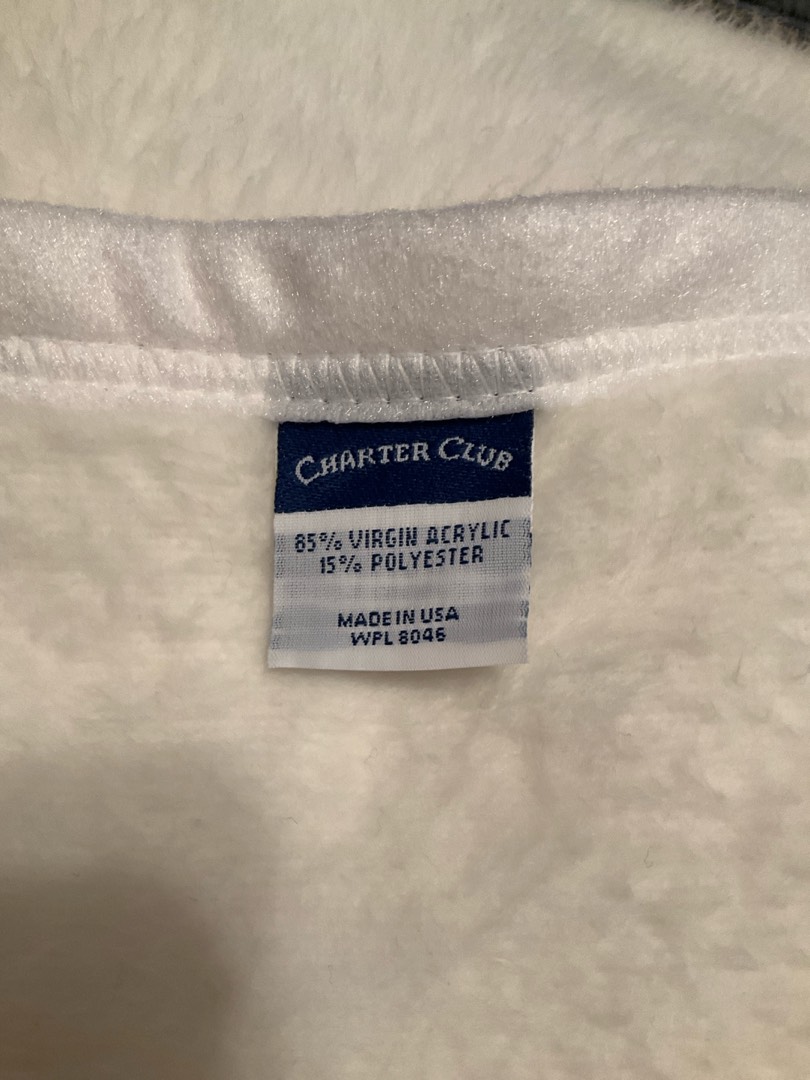 CHARTER CLUB
85% VIRGIN ACRYLIC
15% POLYESTER
MADE IN USA
WPL 8046